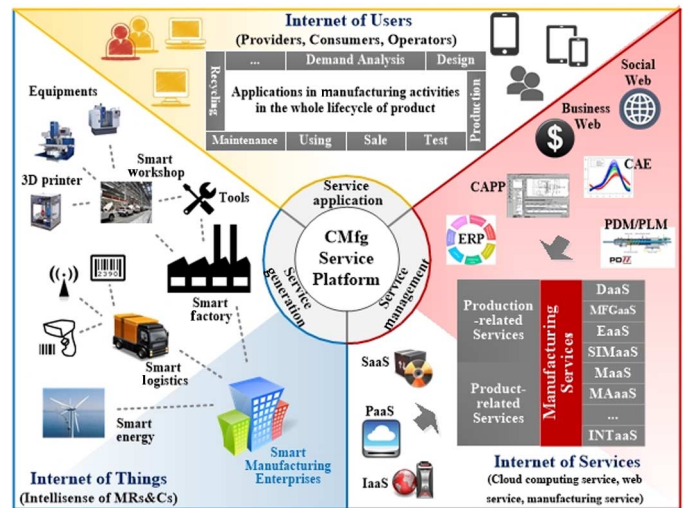 Internet of Users
(Providers, Consumers, Operators)
Recycling
...
Demand Analysis
Design
Applications in manufacturing activities
in the whole lifecycle of product
Production
Maintenance
Using
Sale
Test
Equipments
Smart
workshop
3D printer
Tools
Smart
factory
2290
Smart
logistics
Smart
energy
Smart
Manufacturing
Enterprises
Internet of Things
(Intellisense of MRs&Cs)
Service
application
CMfg
Service
Platform
Service
generation
Service
management
Social
Web
Business
Web
$
CAE
CAPP
ERP
PDM/PLM
Production
-related
Services
Product-
related
Services
Manufacturing
Services
DaaS
MFGaaS
EaaS
SIMaaS
MaaS
MAaaS
...
INTaaS
SaaS
PaaS
IaaS
Internet of Services
(Cloud computing service, web
service, manufacturing service)